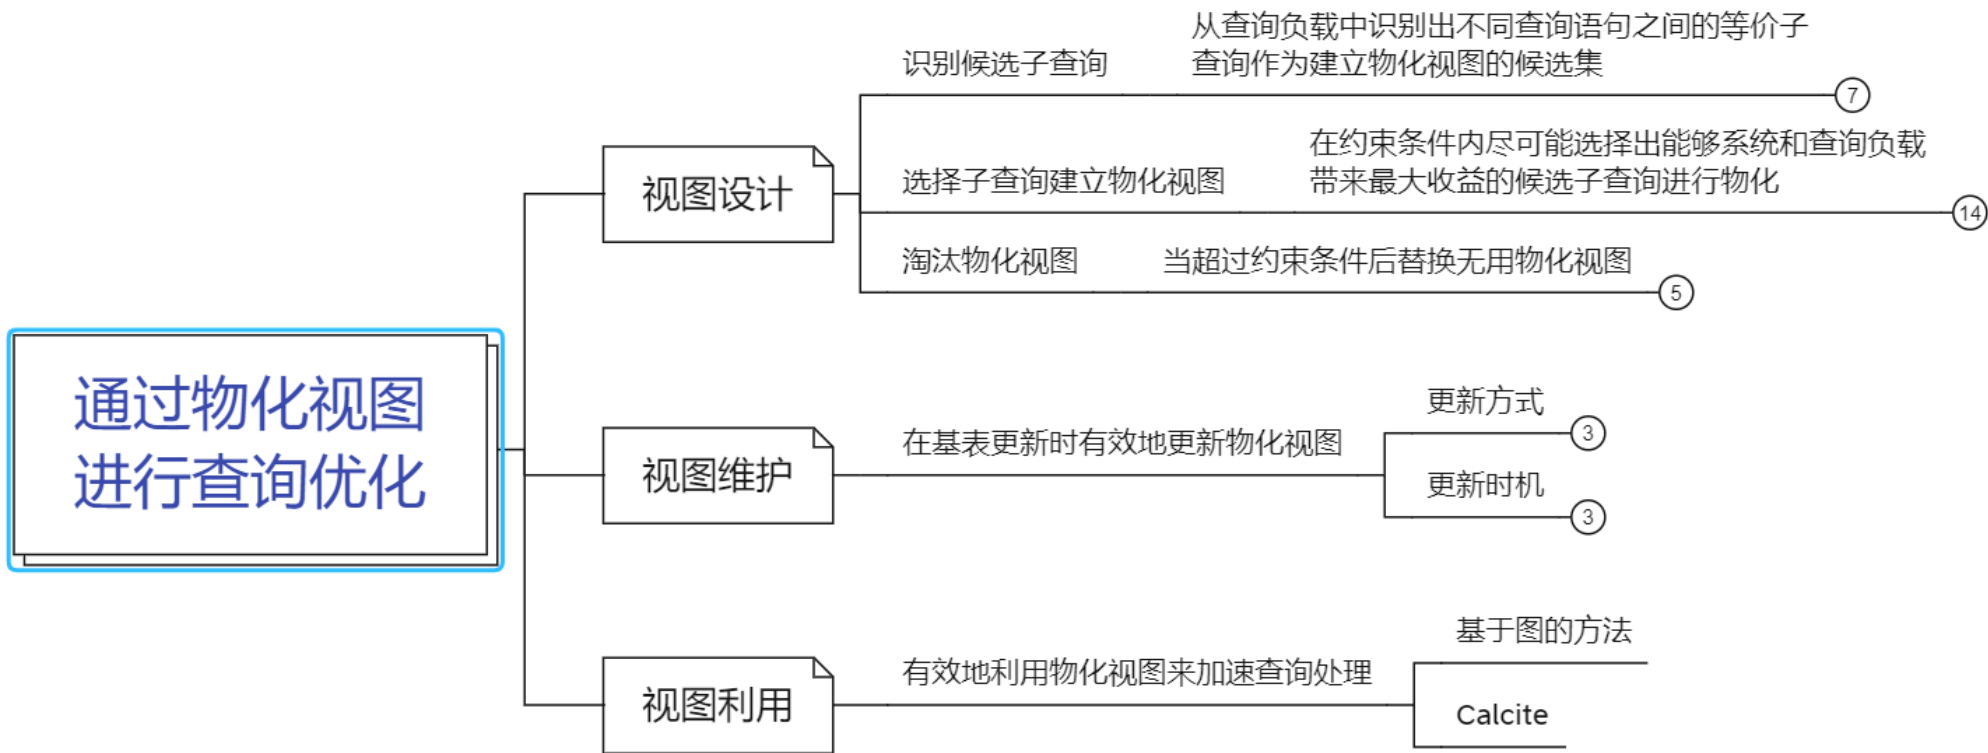 通过物化视图
进行查询优化
视图设计
识别候选子查询
从查询负载中识别出不同查询语句之间的等价子
查询作为建立物化视图的候选集
7
选择子查询建立物化视图
在约束条件内尽可能选择出能够系统和查询负载
带来最大收益的候选子查询进行物化
14
淘汰物化视图
当超过约束条件后替换无用物化视图
5
视图维护
在基表更新时有效地更新物化视图
更新方式
3
更新时机
3
视图利用
有效地利用物化视图来加速查询处理
基于图的方法
Calcite